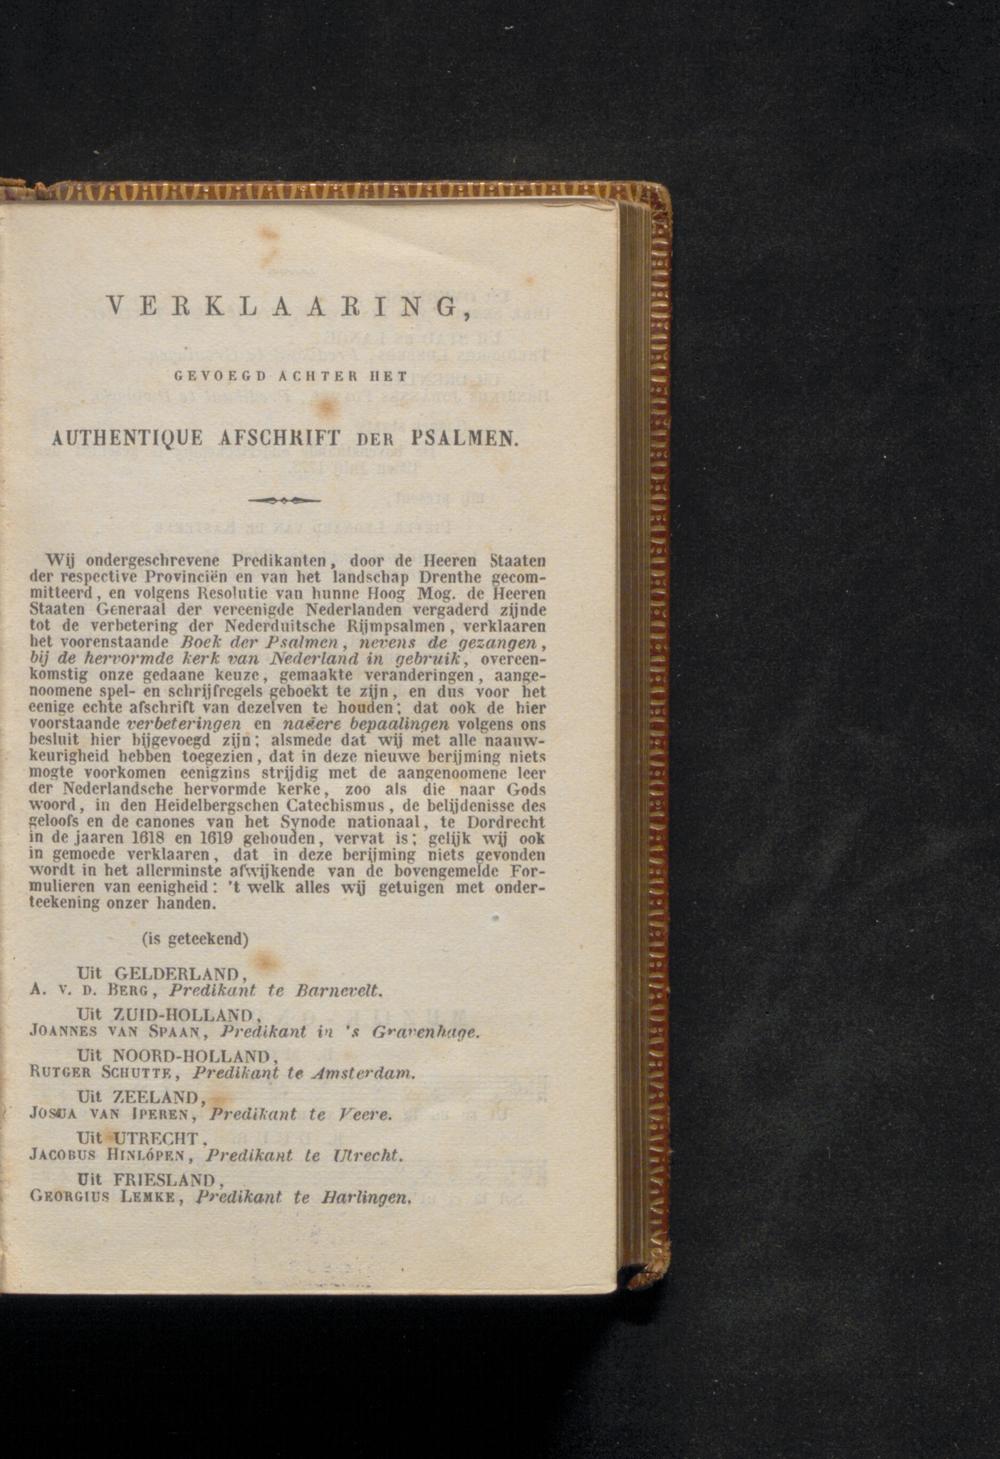 VERKLAARING,
GEVOEGD ACHTER HET
AUTHENTIQUE AFSCHRIFT DER PSALMEN.
Wij ondergeschrevene Predikanten, door de Heeren Staaten
der respective Provinciën en van het landschap Drenthe gecom-
mitteerd, en volgens Resolutie van hunne Hoog Mog. de Heeren
Staaten Generaal der vereenigde Nederlanden vergaderd zijnde
tot de verbetering der Nederduitsche Rijmpsalmen, verklaaren
het voorenstaande Boek der Psalmen, nevens de gezangen,
bij de hervormde kerk van Nederland in gebruik, overeen-
komstig onze gedaane keuze, gemaakte veranderingen, aange-
noomene spel- en schrijfregels geboekt te zijn, en dus voor het
eenige echte afschrift van dezelven te houden; dat ook de hier
voorstaande verbeteringen en nadere bepaalingen volgens ons
besluit hier bijgevoegd zijn; alsmede dat wij met alle naauw-
keurigheid hebben toegezien, dat in deze nieuwe berijming niets
mogte voorkomen eenigzins strijdig met de aangenoomene leer
der Nederlandsche hervormde kerke, zoo als die naar Gods
woord, in den Heidelbergschen Catechismus, de belijdenisse des
geloofs en de canones van het Synode nationaal, te Dordrecht
in de jaaren 1618 en 1619 gehouden, vervat is; gelijk wij ook
in gemoede verklaaren, dat in deze berijming niets gevonden
wordt in het allerminste afwijkende van de bovengemelde For-
mulieren van eenigheid: 't welk alles wij getuigen met onder-
teekening onzer handen.
(is geteekend)
Uit GELDERLAND,
A. V. D. BERG, Predikant te Barnevelt.
Uit ZUID-HOLLAND,
JOANNES VAN SPAAN, Predikant in 's Gravenhage.
Uit NOORD-HOLLAND,
RUTGER SCHUTTE, Predikant te Amsterdam.
Uit ZEELAND,
JOSUA VAN IPEREN, Predikant te Veere.
Uit UTRECHT,
JACOBUS HINLÓPEN, Predikant te Utrecht.
Uit FRIESLAND,
GEORGIUS LEMKE, Predikant te Harlingen.